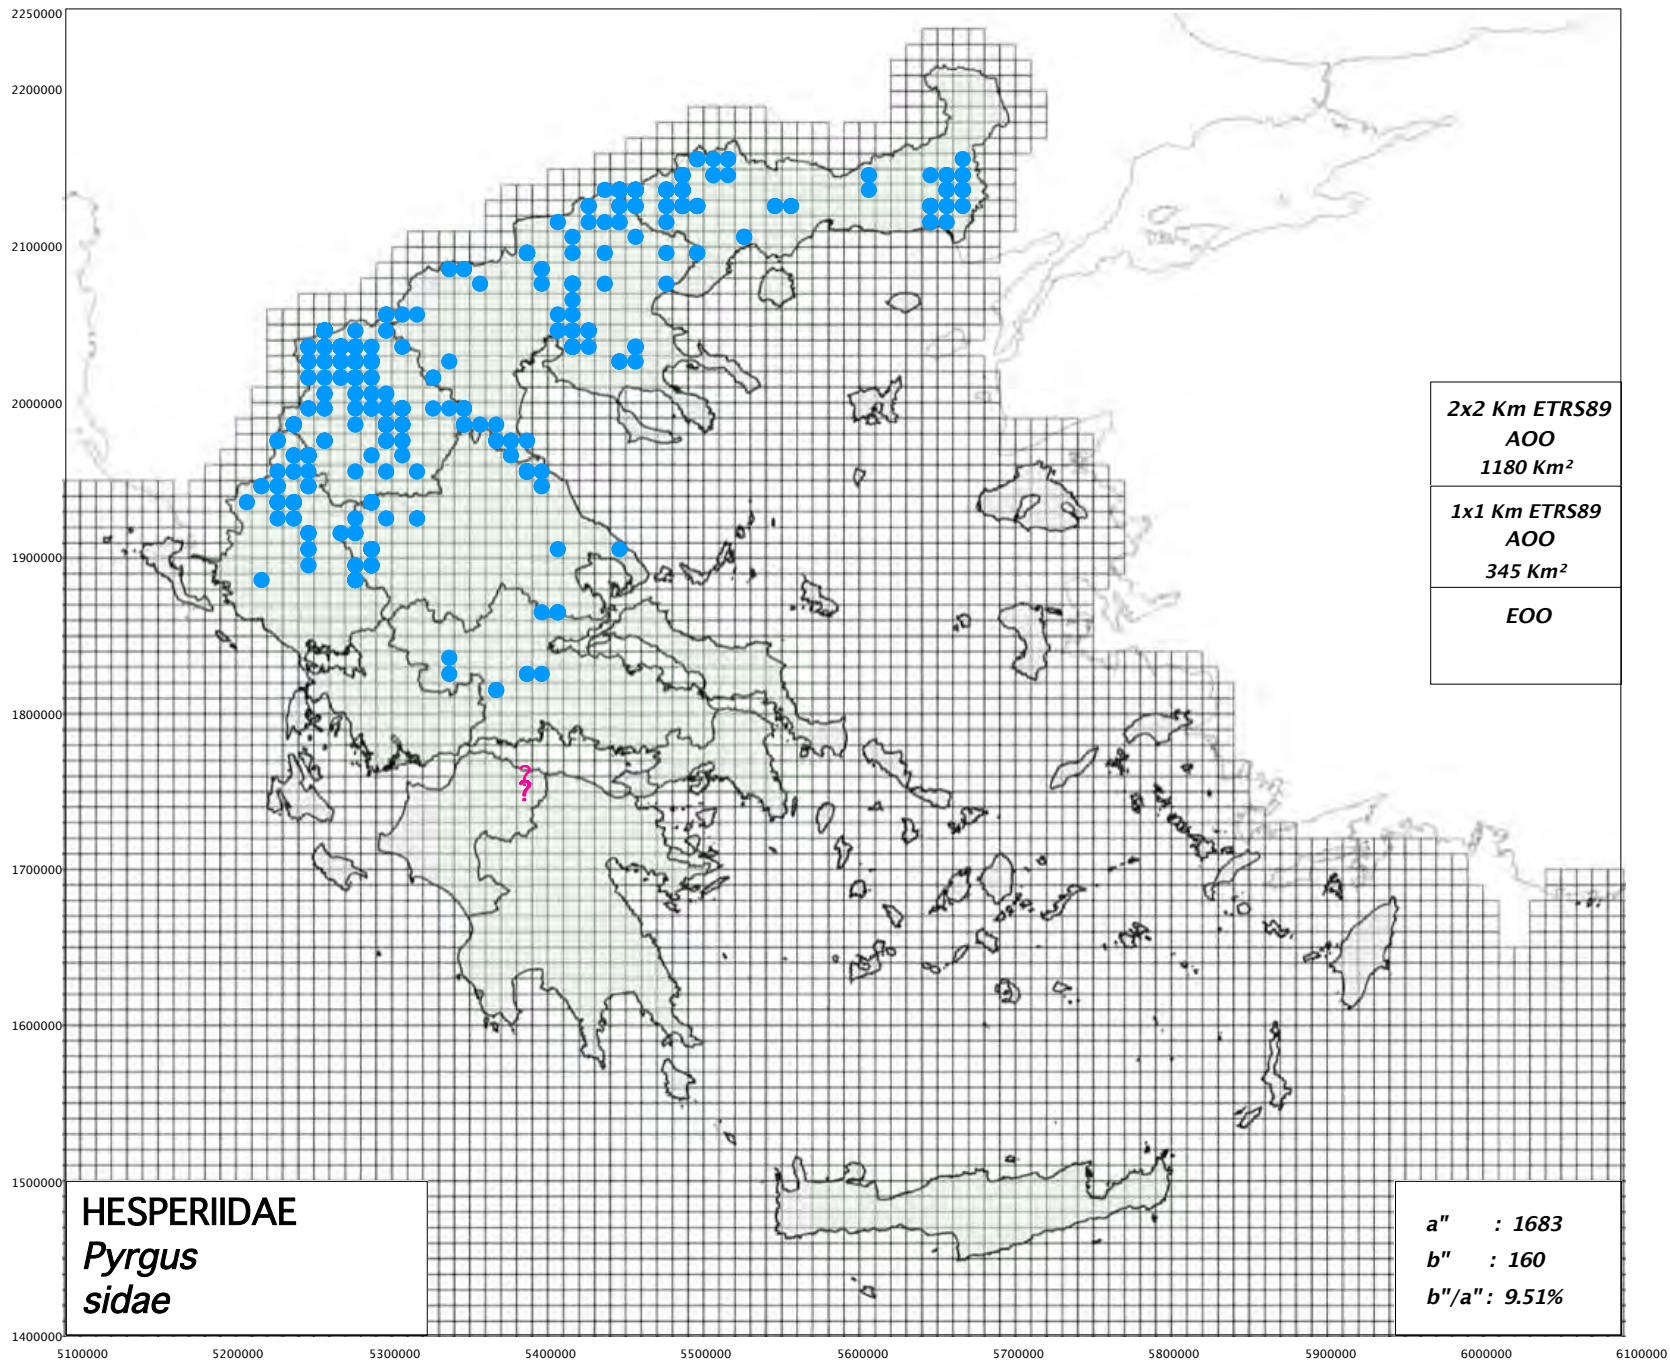 2250000
2200000
2100000
2000000
1900000
1800000
1700000
1600000
1500000
1400000
2x2 Km ETRS89
AOO
1180 Km²
1x1 Km ETRS89
AOO
345 Km²
EOO
?
?
HESPERIIDAE
Pyrgus
sidae
a" : 1683
b" : 160
b"/a" : 9.51%
5100000 5200000 5300000 5400000 5500000 5600000 5700000 5800000 5900000 6000000 6100000